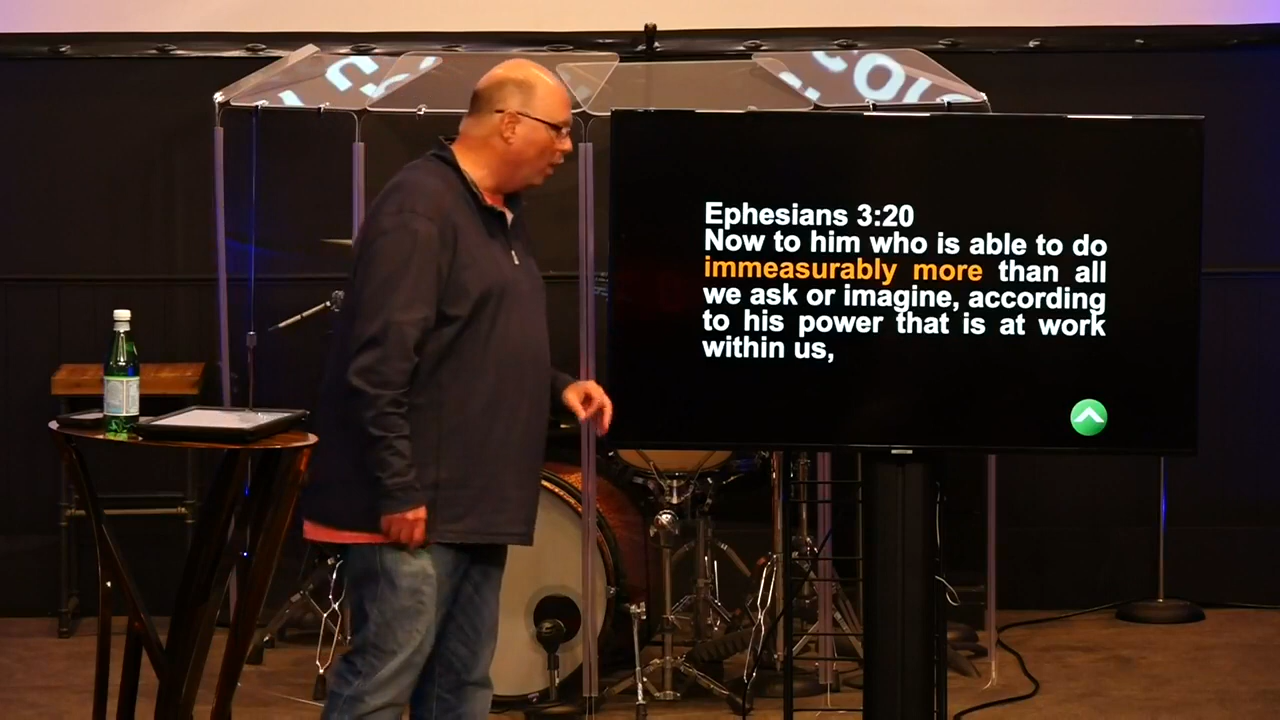 Ephesians 3:20
Now to him who is able to do
immeasurably more than all
we ask or imagine, according
to his power that is at work
within us,